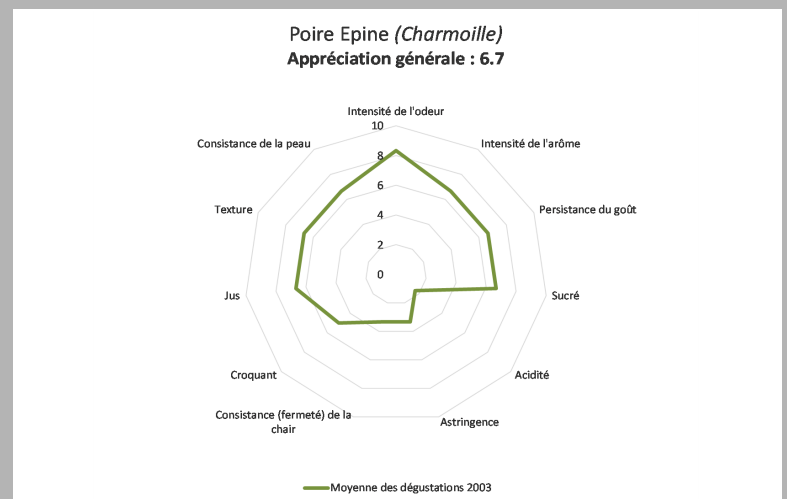 Poire Epine (Charmoille)
Appréciation générale : 6.7
Intensité de l'odeur
10
8
6
4
2
0
Intensité de l'arôme
Persistance du goût
Sucré
Acidité
Astringence
Consistance (fermeté) de la
chair
Croquant
Jus
Texture
Consistance de la peau
Moyenne des dégustations 2003